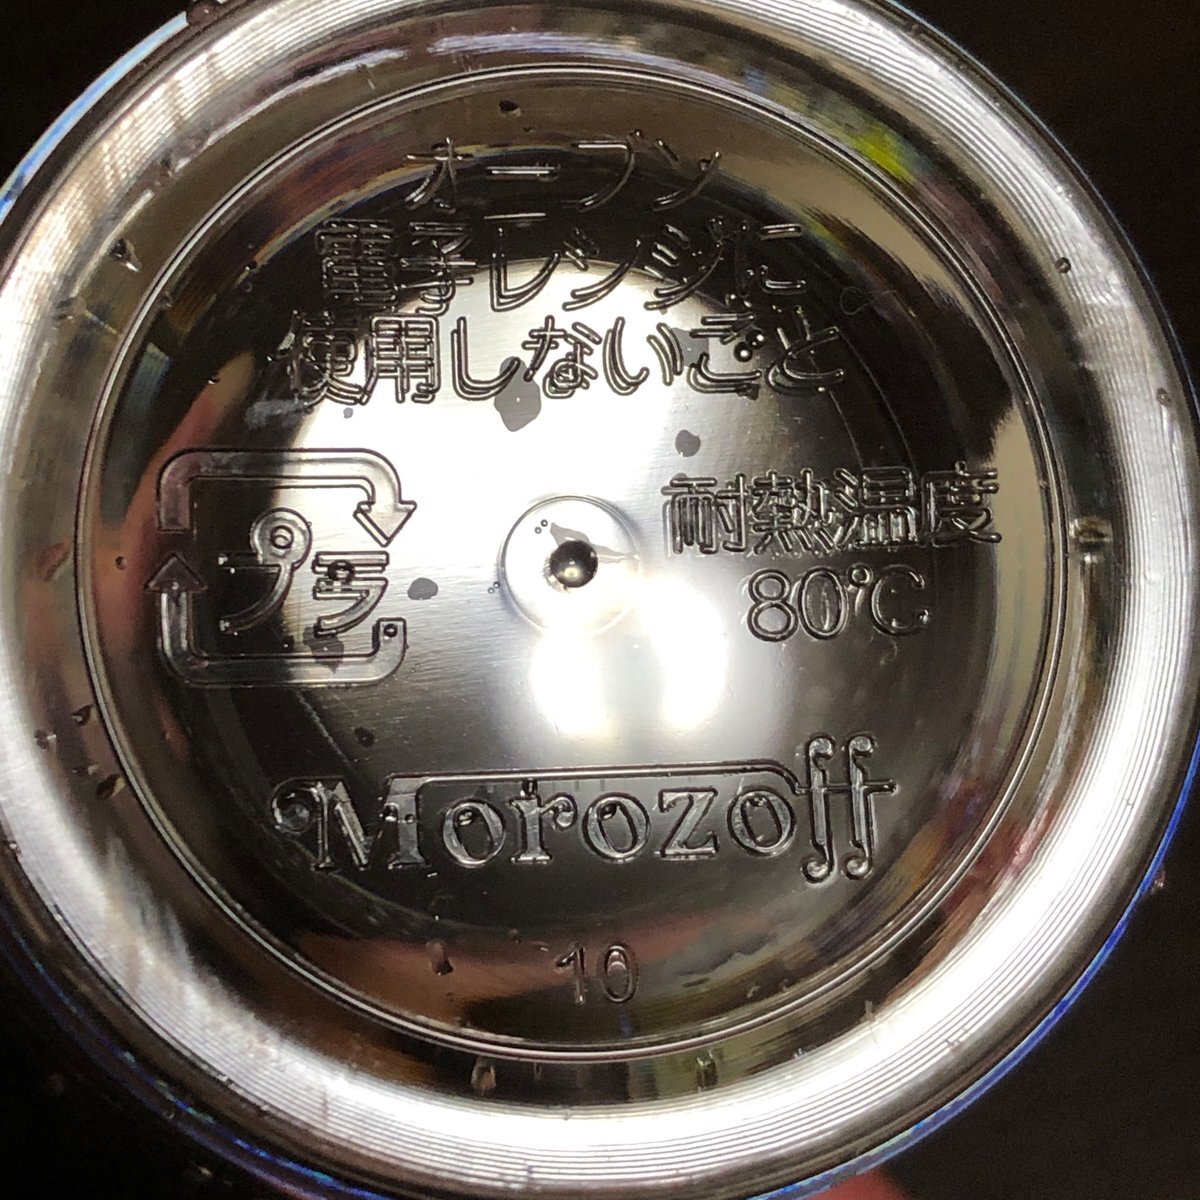 オーブン
電子レンジに
使用しないこと
プラ
耐熱温度
80℃
Morozoff
10